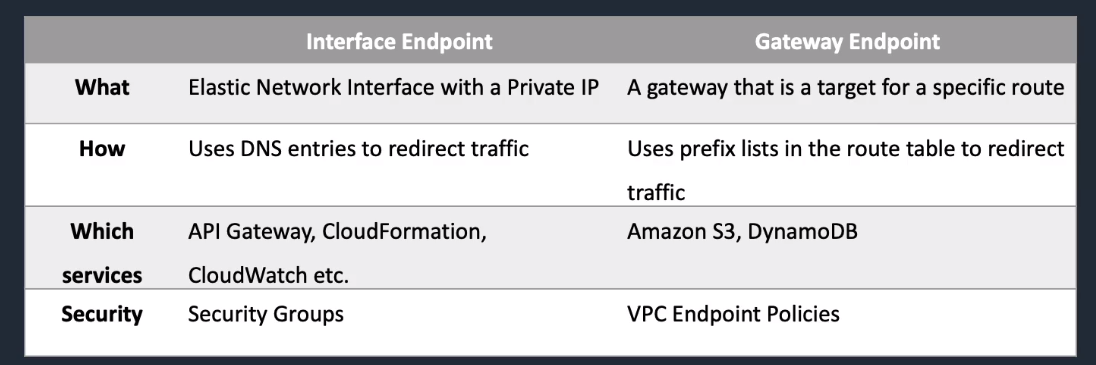 Interface Endpoint Gateway Endpoint
What Elastic Network Interface with a Private IP A gateway that is a target for a specific route
How Uses DNS entries to redirect traffic Uses prefix lists in the route table to redirect
traffic
Which API Gateway, CloudFormation, Amazon S3, DynamoDB
services CloudWatch etc.
Security Security Groups VPC Endpoint Policies